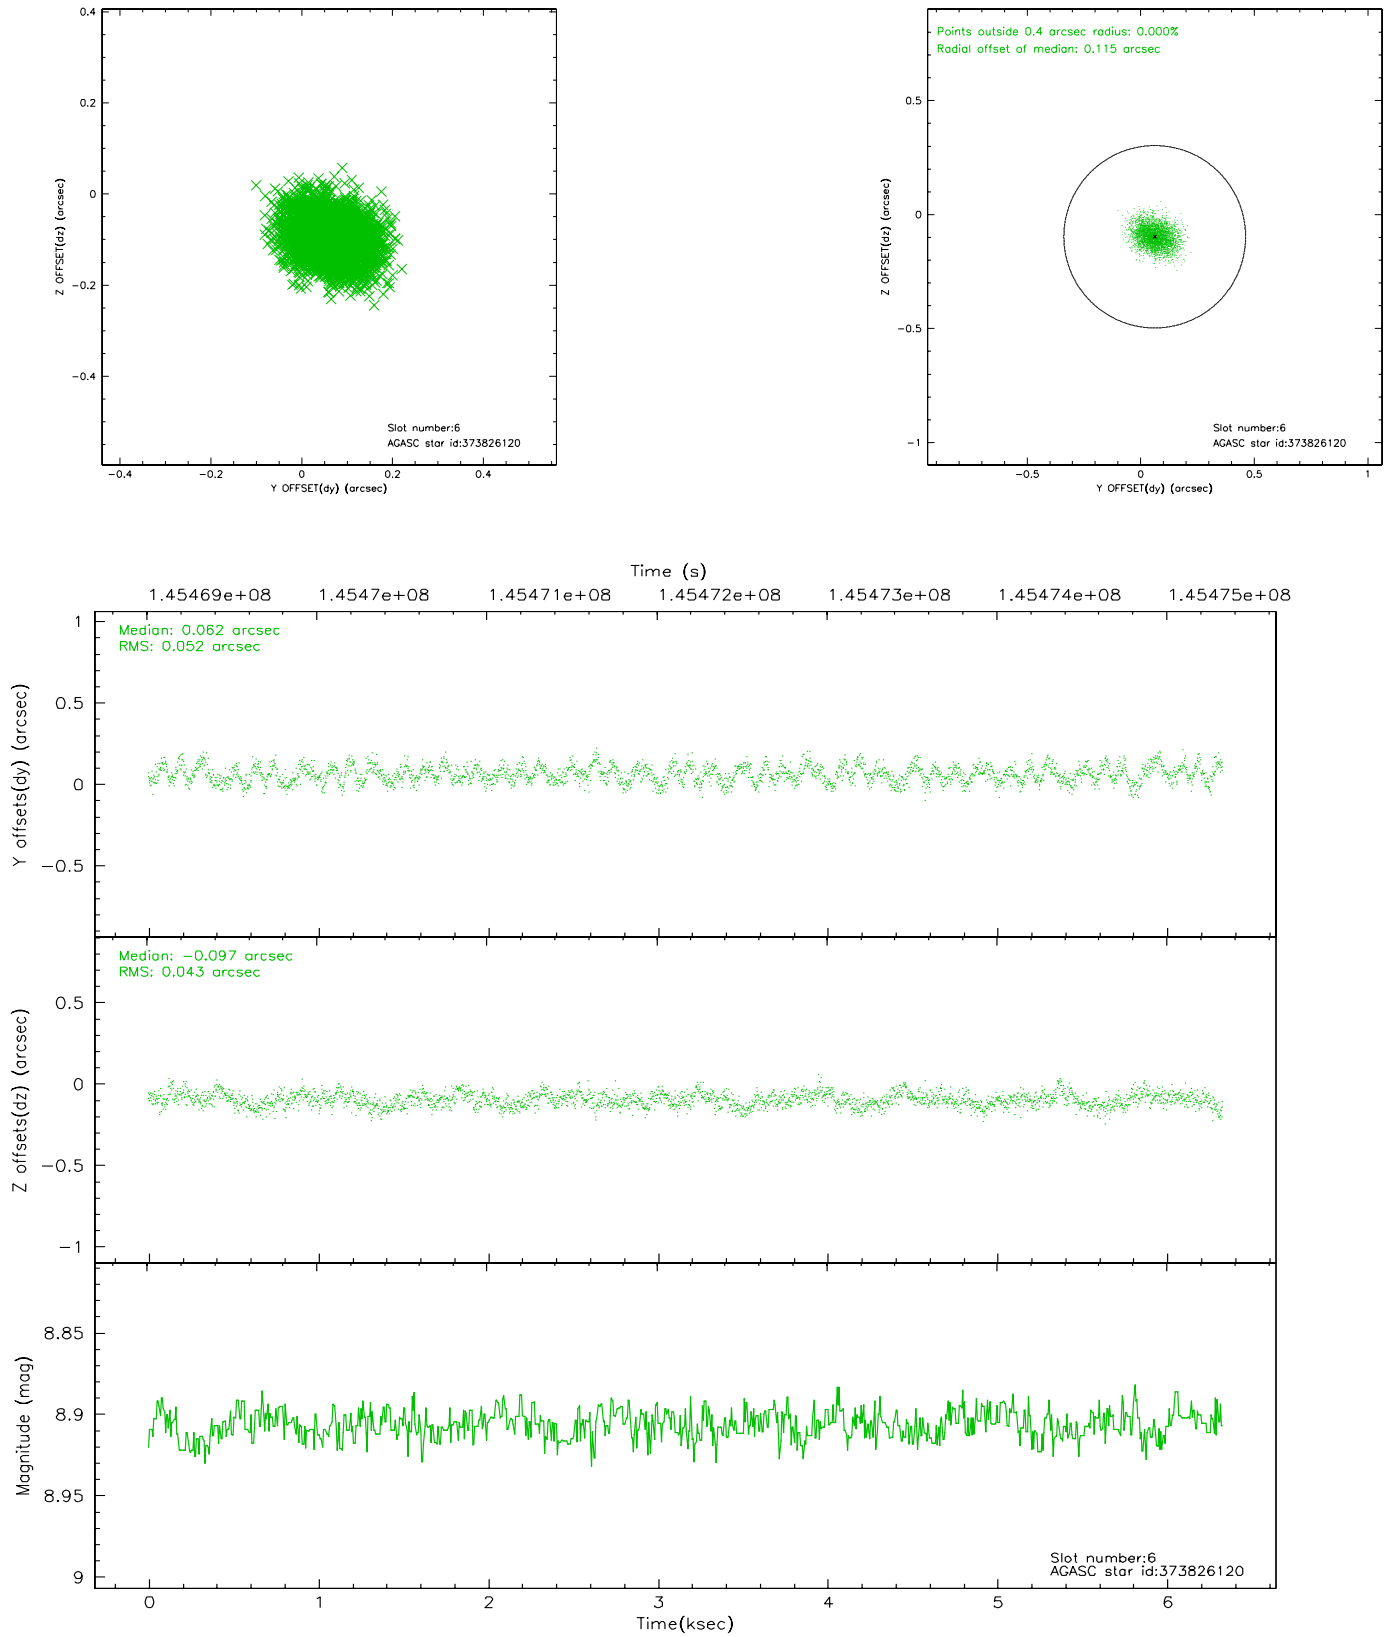 0.4
0.2
0
−0.2
−0.4
Z OFFSET(dz) (arcsec)
Slot number:6
AGASC star id:373826120
−0.4
−0.2
0
0.2
0.4
Y OFFSET(dy) (arcsec)
Points outside 0.4 arcsec radius: 0.000%
Radial offset of median: 0.115 arcsec
0.5
0
−0.5
−1
Z OFFSET(dz) (arcsec)
Slot number:6
AGASC star id:373826120
−0.5
0
0.5
1
Y OFFSET(dy) (arcsec)
Time (s)
1.45469e+08
1.4547e+08
1.45471e+08
1.45472e+08
1.45473e+08
1.45474e+08
1.45475e+08
Median: 0.062 arcsec
RMS: 0.052 arcsec
1
0.5
0
−0.5
Y offsets(dy) (arcsec)
Median: −0.097 arcsec
RMS: 0.043 arcsec
0.5
0
−0.5
−1
Z offsets(dz) (arcsec)
8.85
8.9
8.95
9
Magnitude (mag)
Slot number:6
AGASC star id:373826120
0
1
2
3
4
5
6
Time(ksec)